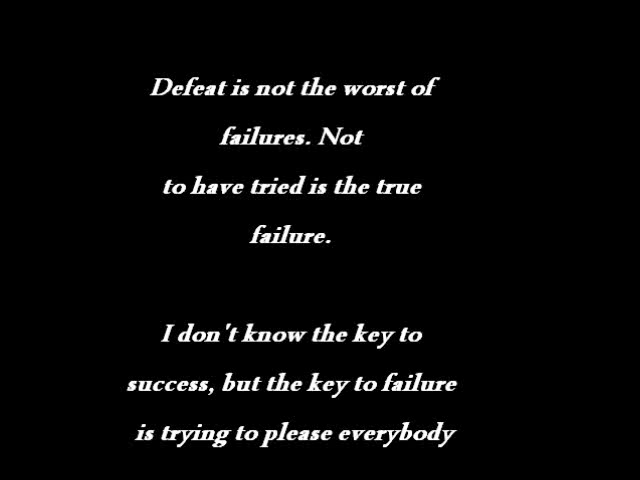 Defeat is not the worst of
failures. Not
to have tried is the true
failure.
I don't know the key to
success, but the key to failure
is trying to please everybody